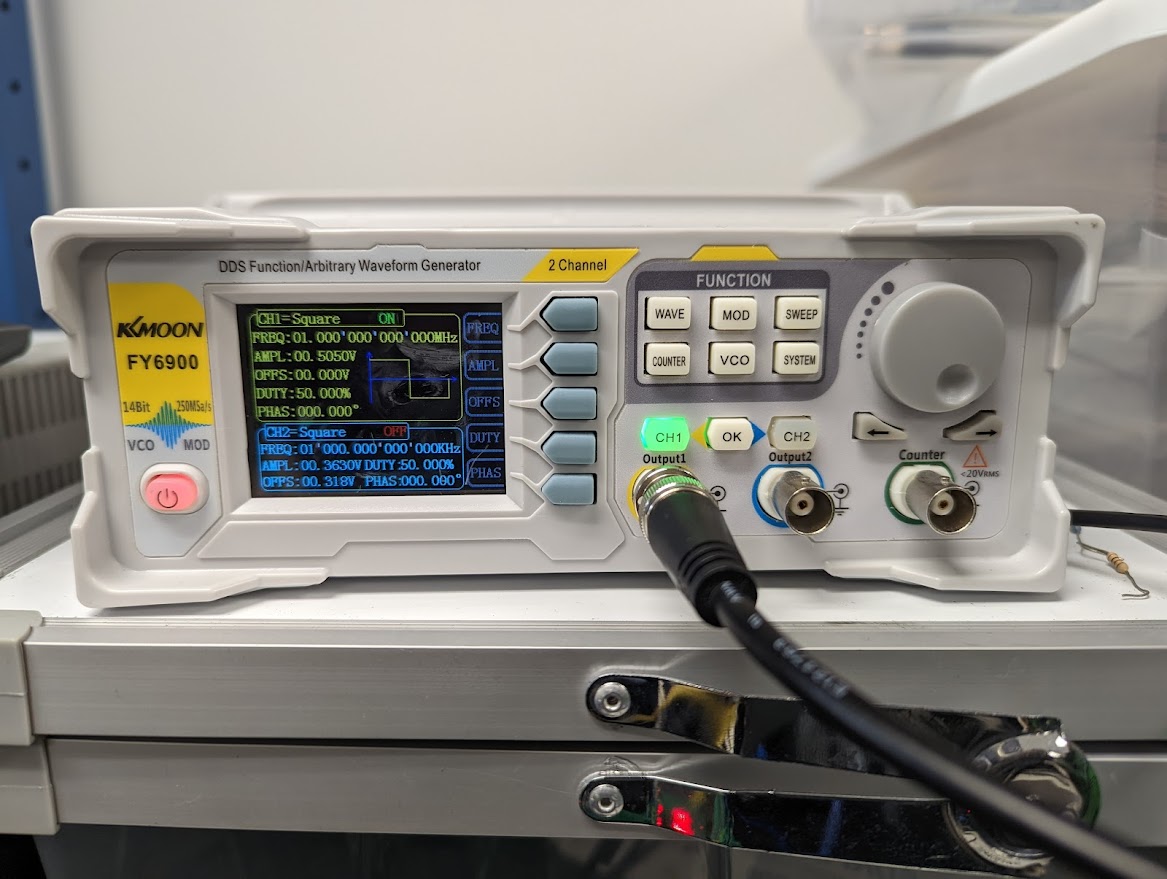 DDS Function/Arbitrary Waveform Generator
2 Channel
KKMOON
FY6900
14Bit
250MSa/s
VCO
MOD
CH1=Square ON
FREQ:01.000'000'000'000MHz
AMPL:00.5050V
OFFS:00.000V
DUTY:50.000%
PHAS:000.000°
CH2=Square OFF
FREQ:01'000.000'000'000KHz
AMPL:00.3630V DUTY:50.000%
OFFS:00.318V PHAS:000.000°
FREQ
AMPL
OFFS
DUTY
PHAS
FUNCTION
WAVE
MOD
SWEEP
COUNTER
VCO
SYSTEM
CH1
OK
CH2
Output1
Output2
Counter
<20VRMS